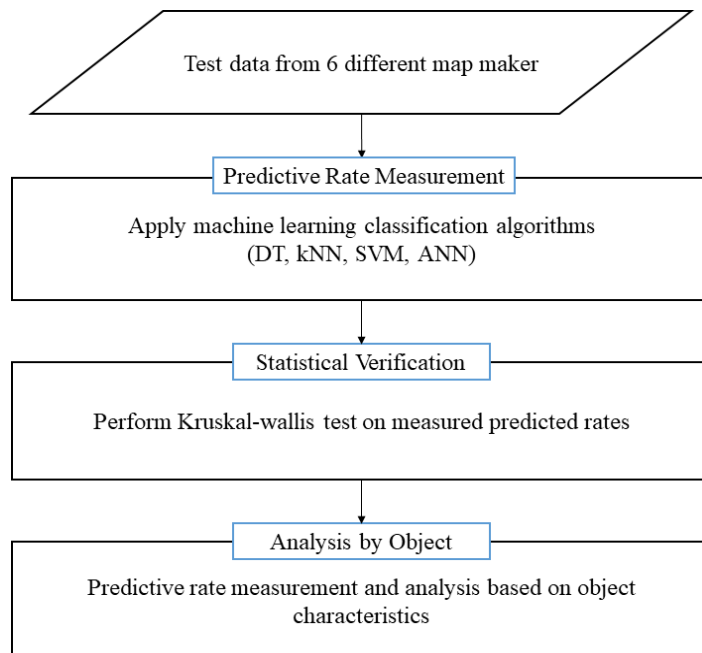 Test data from 6 different map maker
Predictive Rate Measurement
Apply machine learning classification algorithms
(DT, kNN, SVM, ANN)
Statistical Verification
Perform Kruskal-wallis test on measured predicted rates
Analysis by Object
Predictive rate measurement and analysis based on object
characteristics